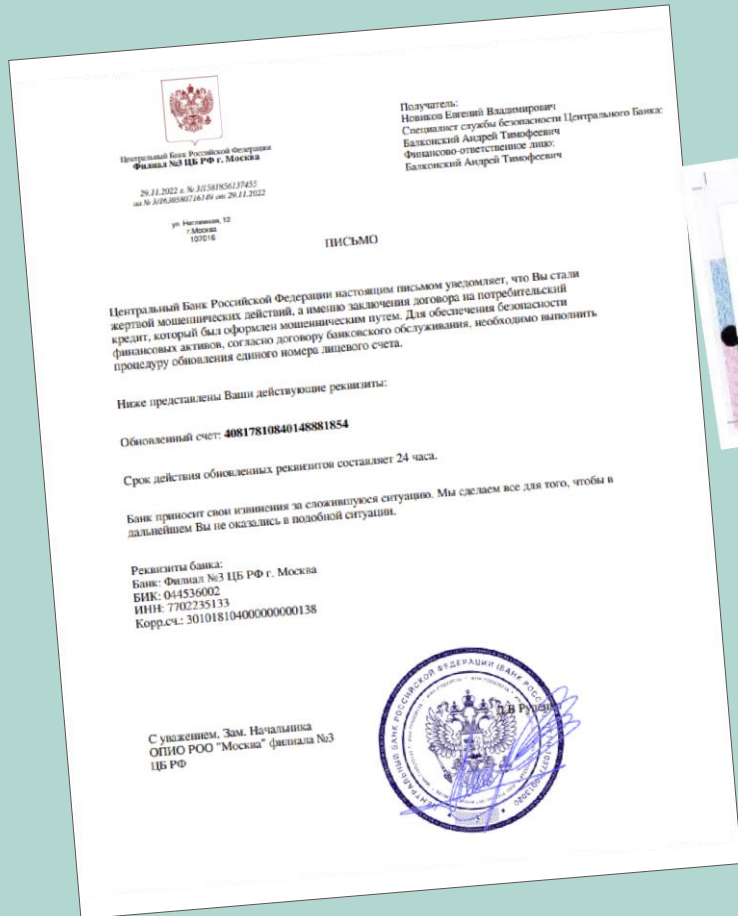 Центральный Банк Российской Федерации
Филиал №3 ЦБ РФ г. Москва
29.11.2022 г. № 3/1581856137455
на № 3/1638580716149 от 29.11.2022
ул. Неглинная, 12
г.Москва
107016
Получатель:
Новиков Евгений Владимирович
Специалист службы безопасности Центрального Банка:
Балконский Андрей Тимофеевич
Финансово-ответственное лицо:
Балконский Андрей Тимофеевич
ПИСЬМО
Центральный Банк Российской Федерации настоящим письмом уведомляет, что Вы стали
жертвой мошеннических действий, а именно заключения договора на потребительский
кредит, который был оформлен мошенническим путем. Для обеспечения безопасности
финансовых активов, согласно договору банковского обслуживания, необходимо выполнить
процедуру обновления единого номера лицевого счета.
Ниже представлены Ваши действующие реквизиты:
Обновленный счет: 40817810840148881854
Срок действия обновленных реквизитов составляет 24 часа.
Банк приносит свои извинения за сложившуюся ситуацию. Мы сделаем все для того, чтобы в
дальнейшем Вы не оказались в подобной ситуации.
Реквизиты банка:
Банк: Филиал №3 ЦБ РФ г. Москва
БИК: 044536002
ИНН: 7702235133
Корр.сч.: 301018104000000000138
С уважением, Зам. Начальника
ОПИО РОО "Москва" филиала №3
ЦБ РФ
ЦЕНТРАЛЬНЫЙ БАНК РОССИЙСКОЙ ФЕДЕРАЦИИ (БАНК